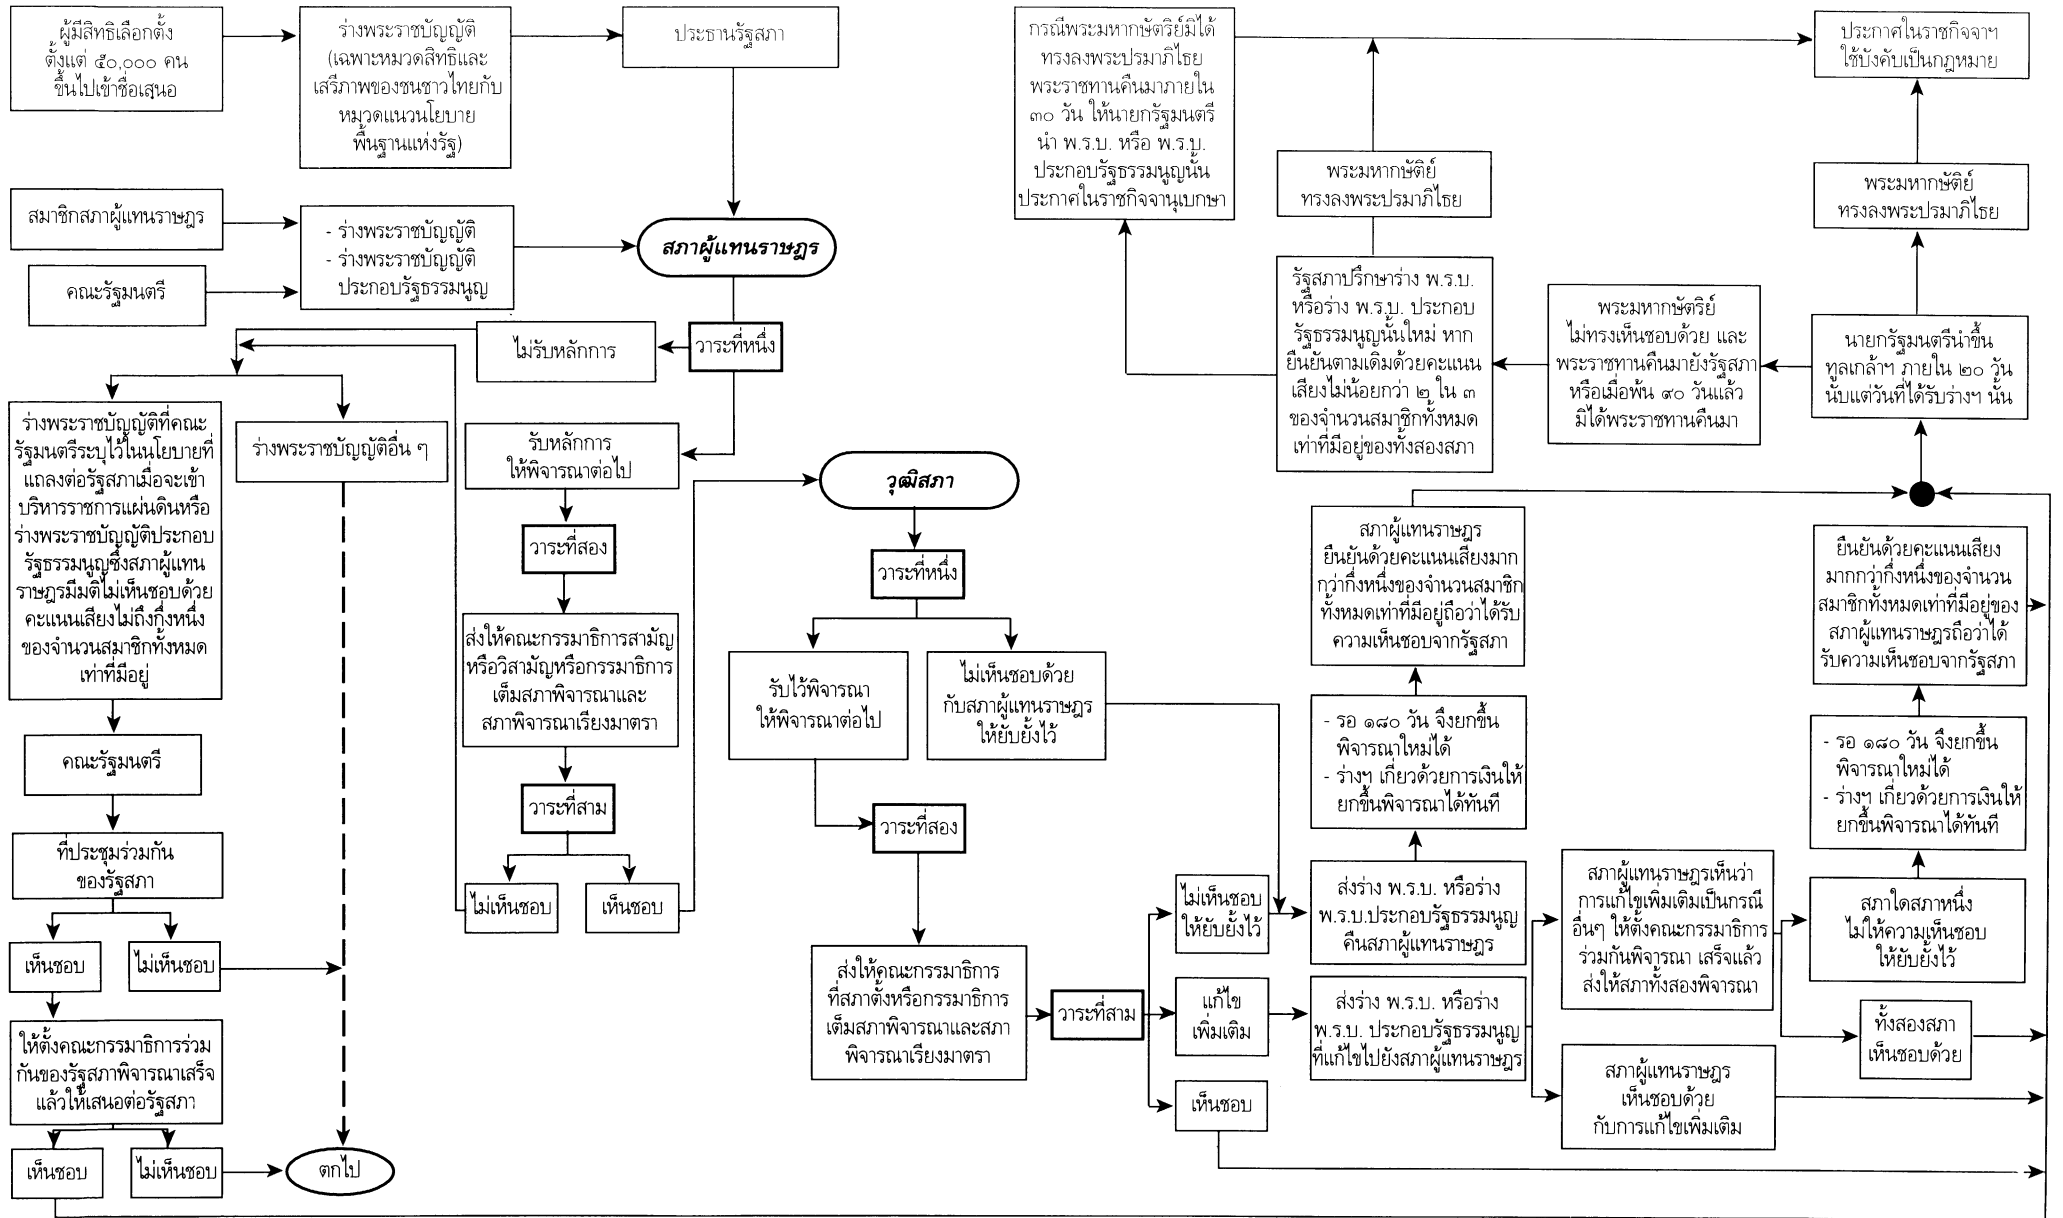 ผู้มีสิทธิเลือกตั้ง
ตั้งแต่ ๕๐,๐๐๐ คน
ขึ้นไปเข้าชื่อเสนอ
ร่างพระราชบัญญัติ
(เฉพาะหมวดสิทธิและ
เสรีภาพของชนชาวไทยกับ
หมวดแนวนโยบาย
พื้นฐานแห่งรัฐ)
ประธานรัฐสภา
สมาชิกสภาผู้แทนราษฎร
คณะรัฐมนตรี
- ร่างพระราชบัญญัติ
- ร่างพระราชบัญญัติ
ประกอบรัฐธรรมนูญ
สภาผู้แทนราษฎร
วาระที่หนึ่ง
ไม่รับหลักการ
ร่างพระราชบัญญัติที่คณะ
รัฐมนตรีระบุไว้ในนโยบายที่
แถลงต่อรัฐสภาเมื่อจะเข้า
บริหารราชการแผ่นดินหรือ
ร่างพระราชบัญญัติประกอบ
รัฐธรรมนูญซึ่งสภาผู้แทน
ราษฎรมีมติไม่เห็นชอบด้วย
คะแนนเสียงไม่ถึงกึ่งหนึ่ง
ของจำนวนสมาชิกทั้งหมด
เท่าที่มีอยู่
ร่างพระราชบัญญัติอื่น ๆ
คณะรัฐมนตรี
ที่ประชุมร่วมกัน
ของรัฐสภา
เห็นชอบ
ไม่เห็นชอบ
ให้ตั้งคณะกรรมาธิการร่วม
กันของรัฐสภาพิจารณาเสร็จ
แล้วให้เสนอต่อรัฐสภา
เห็นชอบ
ไม่เห็นชอบ
ตกไป
รับหลักการ
ให้พิจารณาต่อไป
วาระที่สอง
ส่งให้คณะกรรมาธิการสามัญ
หรือวิสามัญหรือกรรมาธิการ
เต็มสภาพิจารณาและ
สภาพิจารณาเรียงมาตรา
วาระที่สาม
ไม่เห็นชอบ
เห็นชอบ
วุฒิสภา
วาระที่หนึ่ง
รับไว้พิจารณา
ให้พิจารณาต่อไป
ไม่เห็นชอบด้วย
กับสภาผู้แทนราษฎร
ให้ยับยั้งไว้
วาระที่สอง
ส่งให้คณะกรรมาธิการ
ที่สภาตั้งหรือกรรมาธิการ
เต็มสภาพิจารณาและสภา
พิจารณาเรียงมาตรา
วาระที่สาม
ไม่เห็นชอบ
ให้ยับยั้งไว้
แก้ไข
เพิ่มเติม
เห็นชอบ
ส่งร่าง พ.ร.บ. หรือร่าง
พ.ร.บ.ประกอบรัฐธรรมนูญ
คืนสภาผู้แทนราษฎร
ส่งร่าง พ.ร.บ. หรือร่าง
พ.ร.บ. ประกอบรัฐธรรมนูญ
ที่แก้ไขไปยังสภาผู้แทนราษฎร
- รอ ๑๘๐ วัน จึงยกขึ้น
พิจารณาใหม่ได้
- ร่างฯ เกี่ยวด้วยการเงินให้
ยกขึ้นพิจารณาได้ทันที
สภาผู้แทนราษฎร
ยืนยันด้วยคะแนนเสียงมาก
กว่ากึ่งหนึ่งของจำนวนสมาชิก
ทั้งหมดเท่าที่มีอยู่ถือว่าได้รับ
ความเห็นชอบจากรัฐสภา
สภาผู้แทนราษฎรเห็นว่า
การแก้ไขเพิ่มเติมเป็นกรณี
อื่นๆ ให้ตั้งคณะกรรมาธิการ
ร่วมกันพิจารณา เสร็จแล้ว
ส่งให้สภาทั้งสองพิจารณา
สภาผู้แทนราษฎร
เห็นชอบด้วย
กับการแก้ไขเพิ่มเติม
สภาใดสภาหนึ่ง
ไม่ให้ความเห็นชอบ
ให้ยับยั้งไว้
ทั้งสองสภา
เห็นชอบด้วย
- รอ ๑๘๐ วัน จึงยกขึ้น
พิจารณาใหม่ได้
- ร่างฯ เกี่ยวด้วยการเงินให้
ยกขึ้นพิจารณาได้ทันที
ยืนยันด้วยคะแนนเสียง
มากกว่ากึ่งหนึ่งของจำนวน
สมาชิกทั้งหมดเท่าที่มีอยู่ของ
สภาผู้แทนราษฎรถือว่าได้
รับความเห็นชอบจากรัฐสภา
นายกรัฐมนตรีนำขึ้น
ทูลเกล้าฯ ภายใน ๒๐ วัน
นับแต่วันที่ได้รับร่างฯ นั้น
พระมหากษัตริย์
ไม่ทรงเห็นชอบด้วย และ
พระราชทานคืนมายังรัฐสภา
หรือเมื่อพ้น ๙๐ วันแล้ว
มิได้พระราชทานคืนมา
รัฐสภาปรึกษาร่าง พ.ร.บ.
หรือร่าง พ.ร.บ. ประกอบ
รัฐธรรมนูญนั้นใหม่ หาก
ยืนยันตามเดิมด้วยคะแนน
เสียงไม่น้อยกว่า ๒ ใน ๓
ของจำนวนสมาชิกทั้งหมด
เท่าที่มีอยู่ของทั้งสองสภา
พระมหากษัติย์
ทรงลงพระปรมาภิไธย
กรณีพระมหากษัตริย์มิได้
ทรงลงพระปรมาภิไธย
พระราชทานคืนมาภายใน
๓๐ วัน ให้นายกรัฐมนตรี
นำ พ.ร.บ. หรือ พ.ร.บ.
ประกอบรัฐธรรมนูญนั้น
ประกาศในราชกิจจานุเบกษา
พระมหากษัติย์
ทรงลงพระปรมาภิไธย
ประกาศในราชกิจจาฯ
ใช้บังคับเป็นกฎหมาย